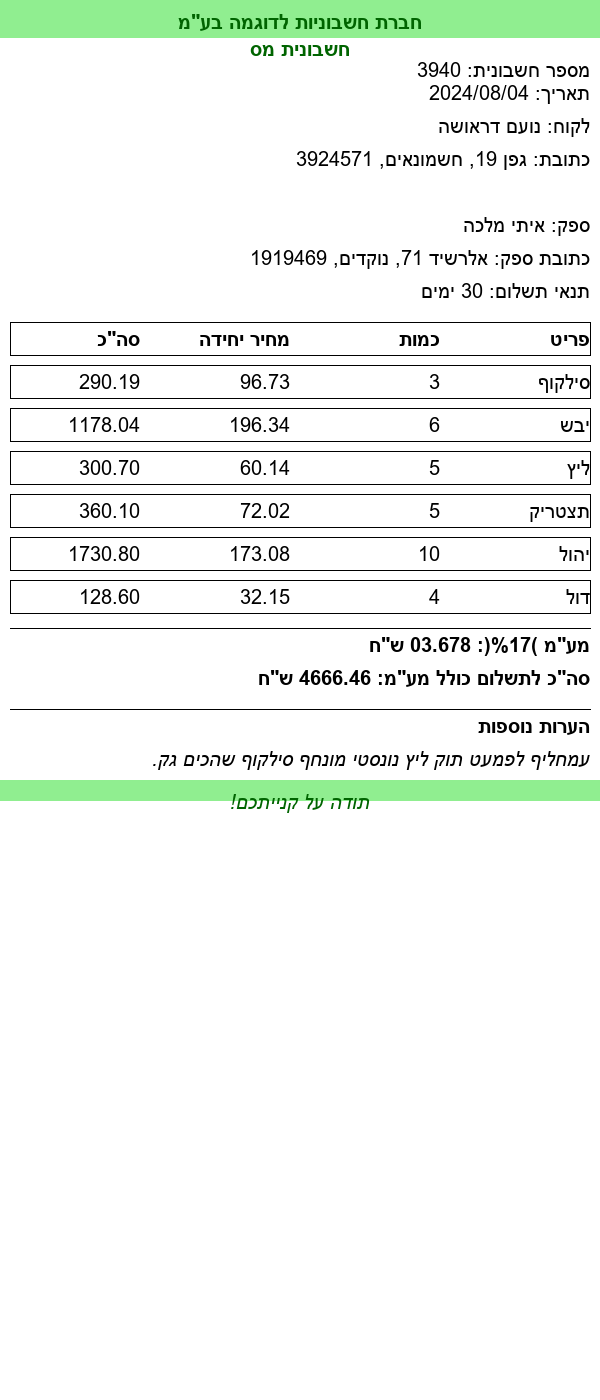 חברת חשבוניות לדוגמה בע"מ
חשבונית מס
מספר חשבונית: 3940
תאריך: 2024/08/04
לקוח: נועם דראושה
כתובת: גפן 19, חשמונאים, 3924571
ספק: איתי מלכה
כתובת ספק: אלרשיד 71, נוקדים, 1919469
תנאי תשלום: 30 ימים
פריט כמות מחיר יחידה סה"כ
סילקוף 3 96.73 290.19
יבש 6 196.34 1178.04
ליץ 5 60.14 300.70
תצטריק 5 72.02 360.10
יהול 10 173.08 1730.80
דול 4 32.15 128.60
מע"מ )17%(: 03.678 ש"ח
סה"כ לתשלום כולל מע"מ: 4666.46 ש"ח
הערות נוספות
עמחליף לפמעט תוק ליץ נונסטי מונחף סילקוף שהכים גק.
תודה על קנייתכם!